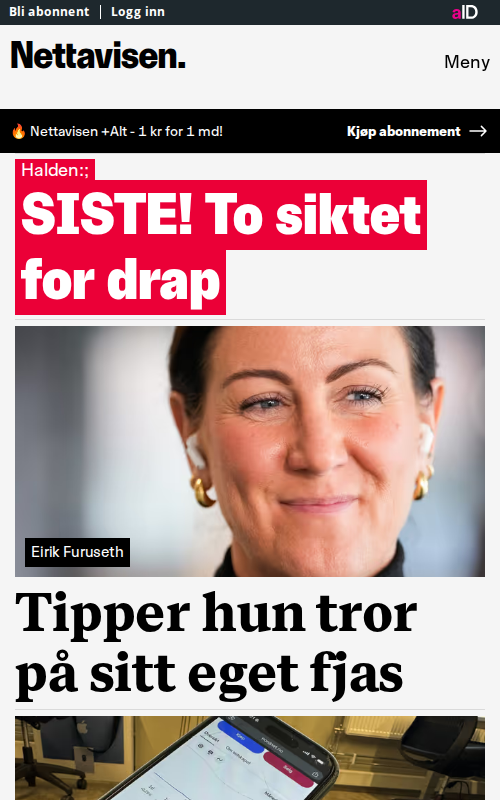 Bli abonnent
Logg inn
aID
Nettavisen.
Meny
🔥 Nettavisen +Alt - 1 kr for 1 md!
Kjøp abonnement →
Halden:;
SISTE! To siktet
for drap
Eirik Furuseth
Tipper hun tror
på sitt eget fjas